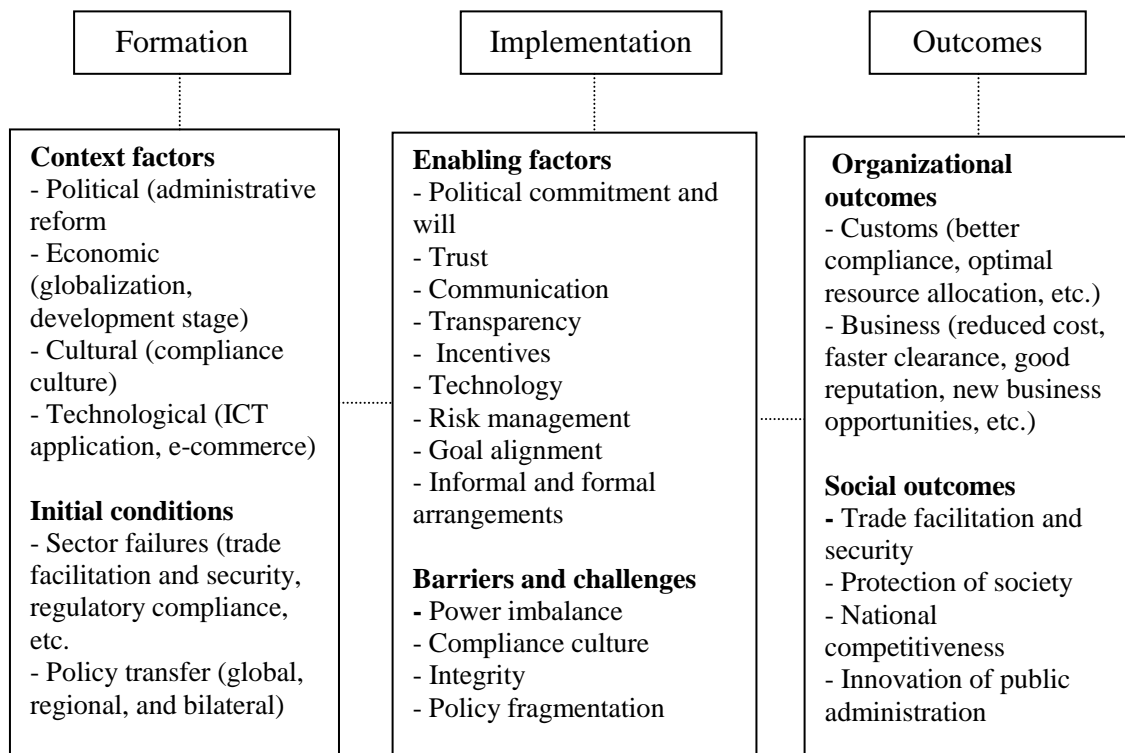 Formation
Implementation
Outcomes
Context factors
- Political (administrative
reform
- Economic
(globalization,
development stage)
- Cultural (compliance
culture)
- Technological (ICT
application, e-commerce)
Initial conditions
- Sector failures (trade
facilitation and security,
regulatory compliance,
etc.
- Policy transfer (global,
regional, and bilateral)
Enabling factors
- Political commitment and
will
- Trust
- Communication
- Transparency
- Incentives
- Technology
- Risk management
- Goal alignment
- Informal and formal
arrangements
Barriers and challenges
- Power imbalance
- Compliance culture
- Integrity
- Policy fragmentation
Organizational
outcomes
- Customs (better
compliance, optimal
resource allocation, etc.)
- Business (reduced cost,
faster clearance, good
reputation, new business
opportunities, etc.)
Social outcomes
- Trade facilitation and
security
- Protection of society
- National
competitiveness
- Innovation of public
administration